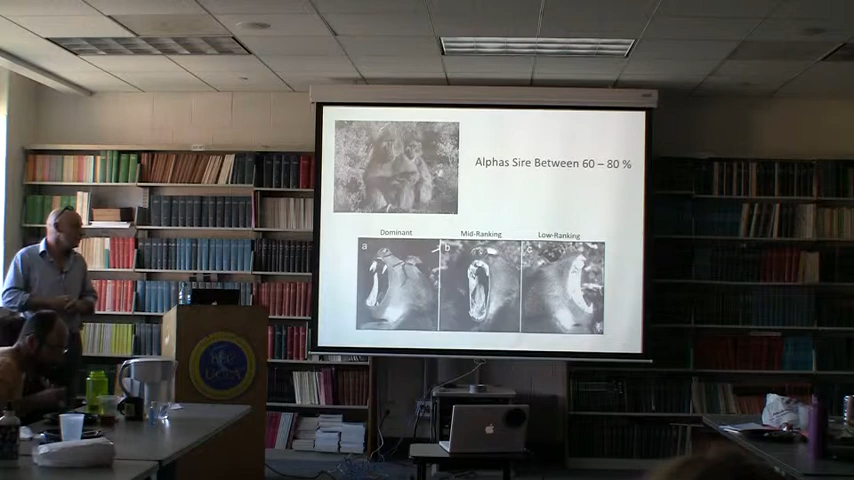 Alphas Sire Between 60 – 80 %
Dominant
Mid-Ranking
Low-Ranking
a
b
c